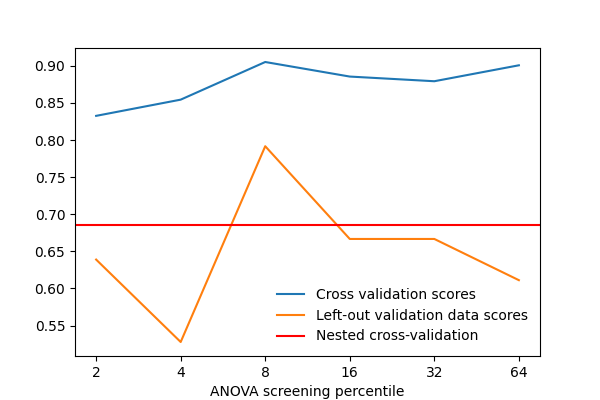 0.90
0.85
0.80
0.75
0.70
0.65
0.60
0.55
Cross validation scores
Left-out validation data scores
Nested cross-validation
2 4 8 16 32 64
ANOVA screening percentile